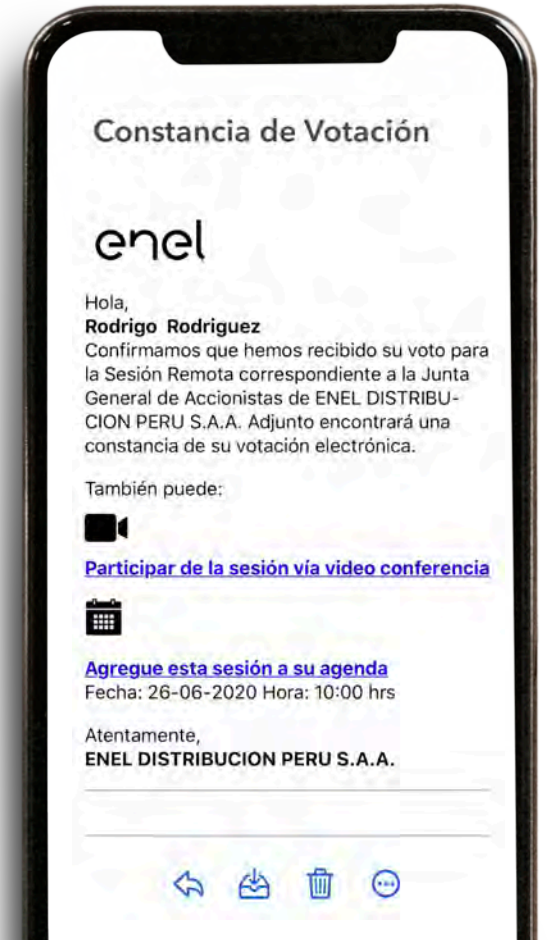 Constancia de Votación
enel
Hola,
Rodrigo Rodriguez
Confirmamos que hemos recibido su voto para
la Sesión Remota correspondiente a la Junta
General de Accionistas de ENEL DISTRIBU-
CION PERU S.A.A. Adjunto encontrará una
constancia de su votación electrónica.
También puede:
Participar de la sesión vía video conferencia
Agregue esta sesión a su agenda
Fecha: 26-06-2020 Hora: 10:00 hrs
Atentamente,
ENEL DISTRIBUCION PERU S.A.A.